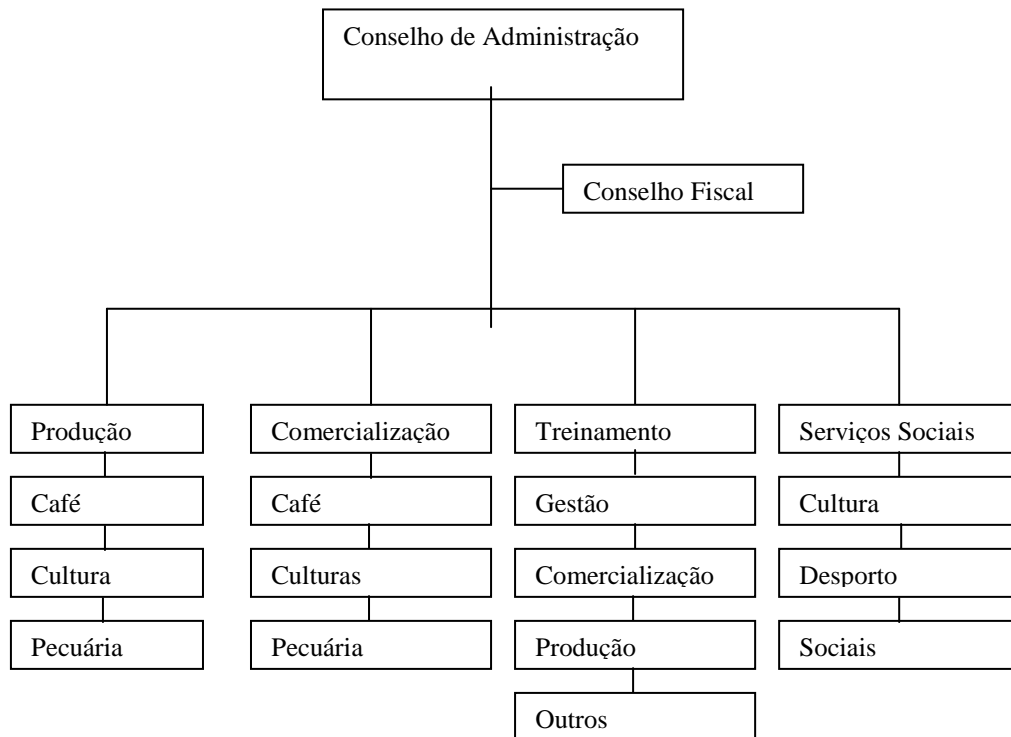 Conselho de Administração
Conselho Fiscal
Produção
Comercialização
Treinamento
Serviços Sociais
Café
Café
Gestão
Cultura
Cultura
Culturas
Comercialização
Desporto
Pecuária
Pecuária
Produção
Sociais
Outros